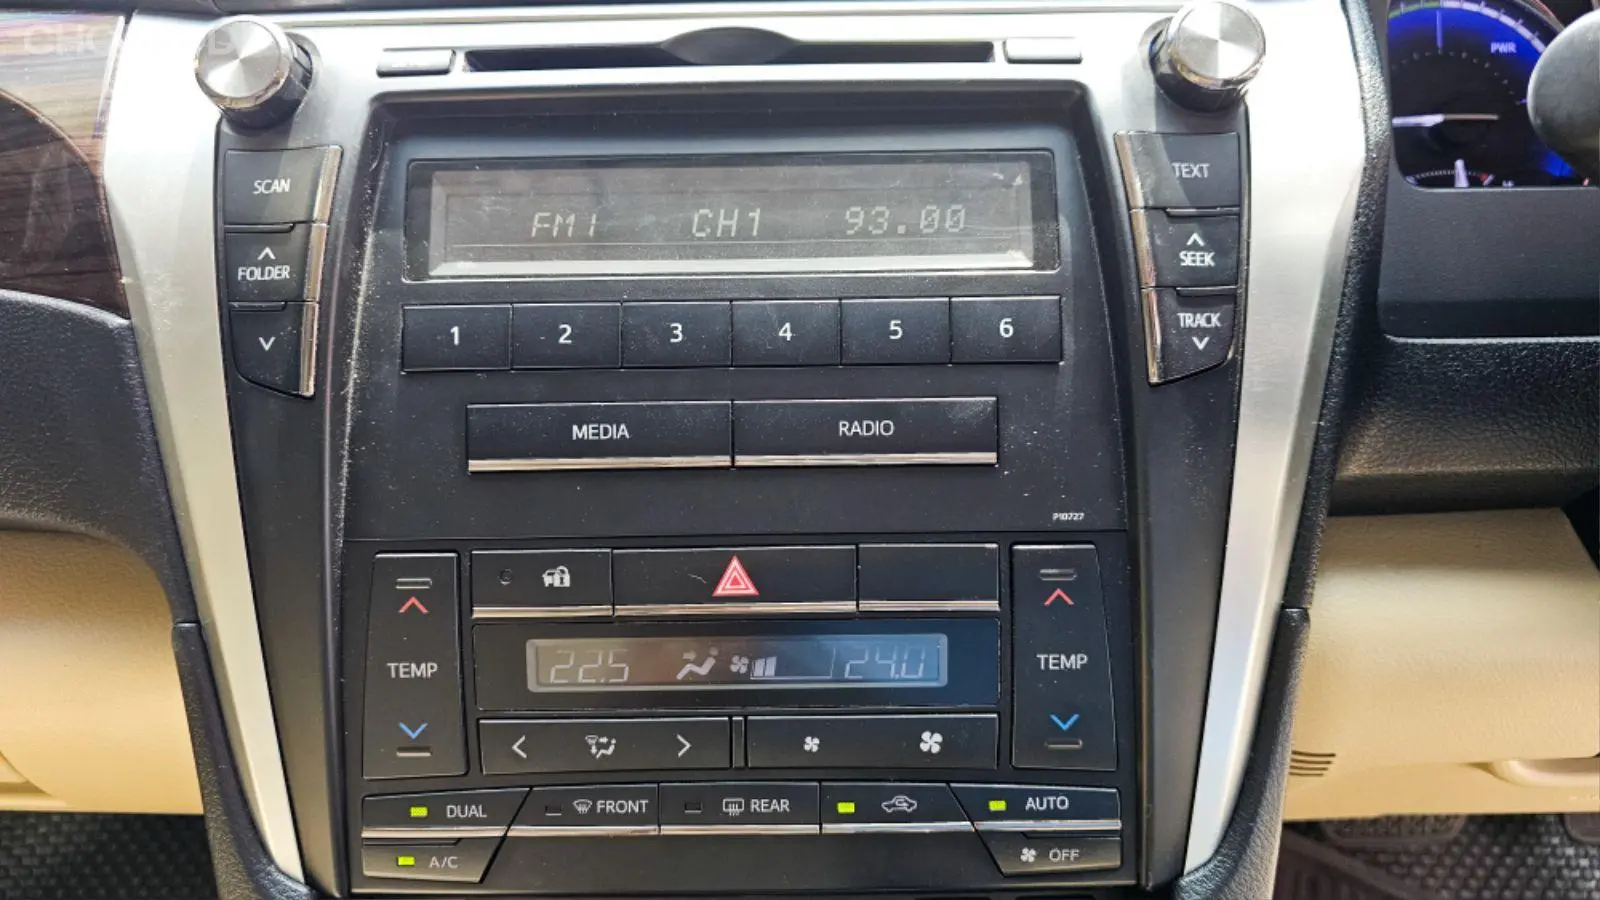 PWR
SCAN
TEXT
FM1 CH1 93.00
FOLDER
SEEK
1 2 3 4 5 6
TRACK
MEDIA RADIO
P10727
TEMP
22.5 24.0
TEMP
DUAL FRONT REAR AUTO
A/C OFF